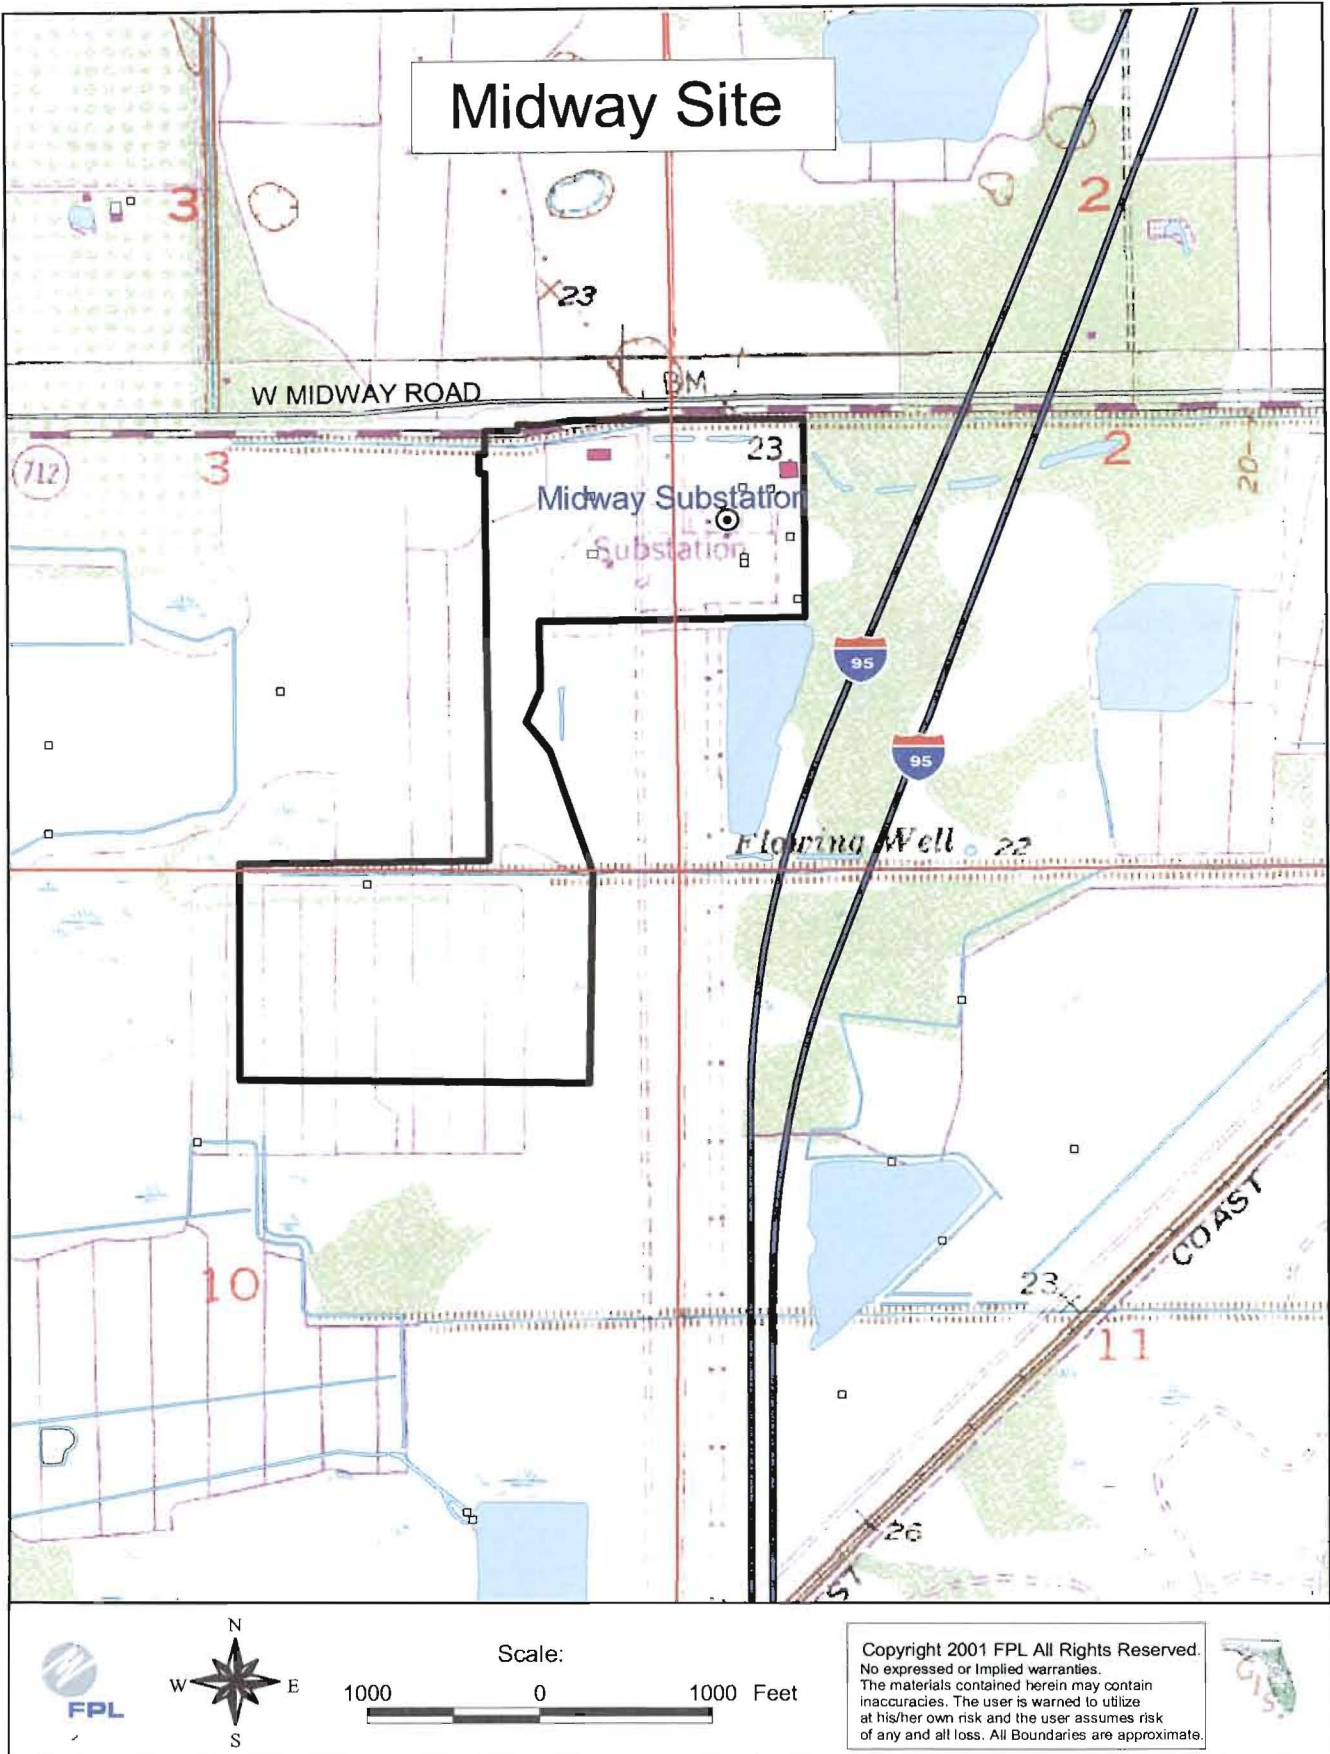 Midway Site
3
2
23
W MIDWAY ROAD
BM
712
3
23
2
20-
Midway Substation
Substation
95
95
Flowing Well
22
10
COAST
23
11
26
ST
FPL
N
W
E
S
Scale:
1000
0
1000 Feet
Copyright 2001 FPL All Rights Reserved.
No expressed or Implied warranties.
The materials contained herein may contain
inaccuracies. The user is warned to utilize
at his/her own risk and the user assumes risk
of any and all loss. All Boundaries are approximate.
GIS